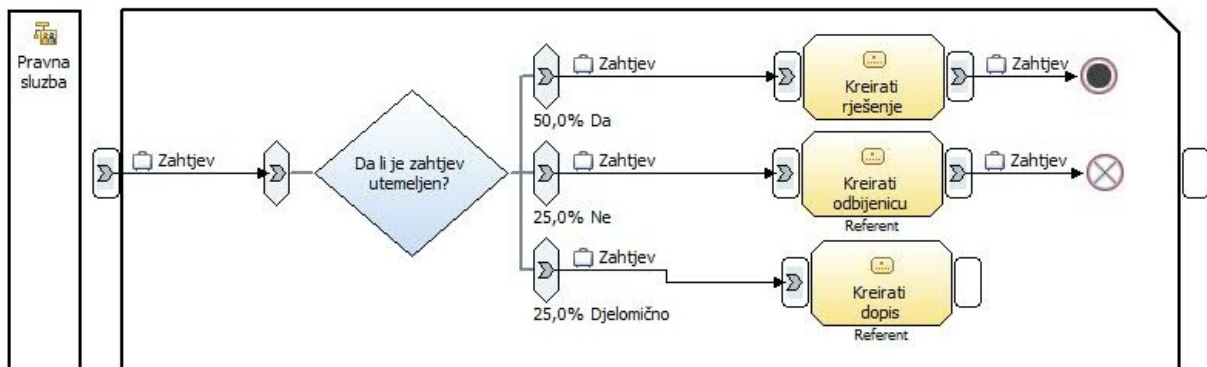 Pravna
sluzba
Zahtjev
Da li je zahtjev
utemeljen?
Zahtjev
50,0% Da
Kreirati
rješenje
Zahtjev
Zahtjev
25,0% Ne
Kreirati
odbijenicu
Referent
Zahtjev
Zahtjev
25,0% Djelomično
Kreirati
dopis
Referent